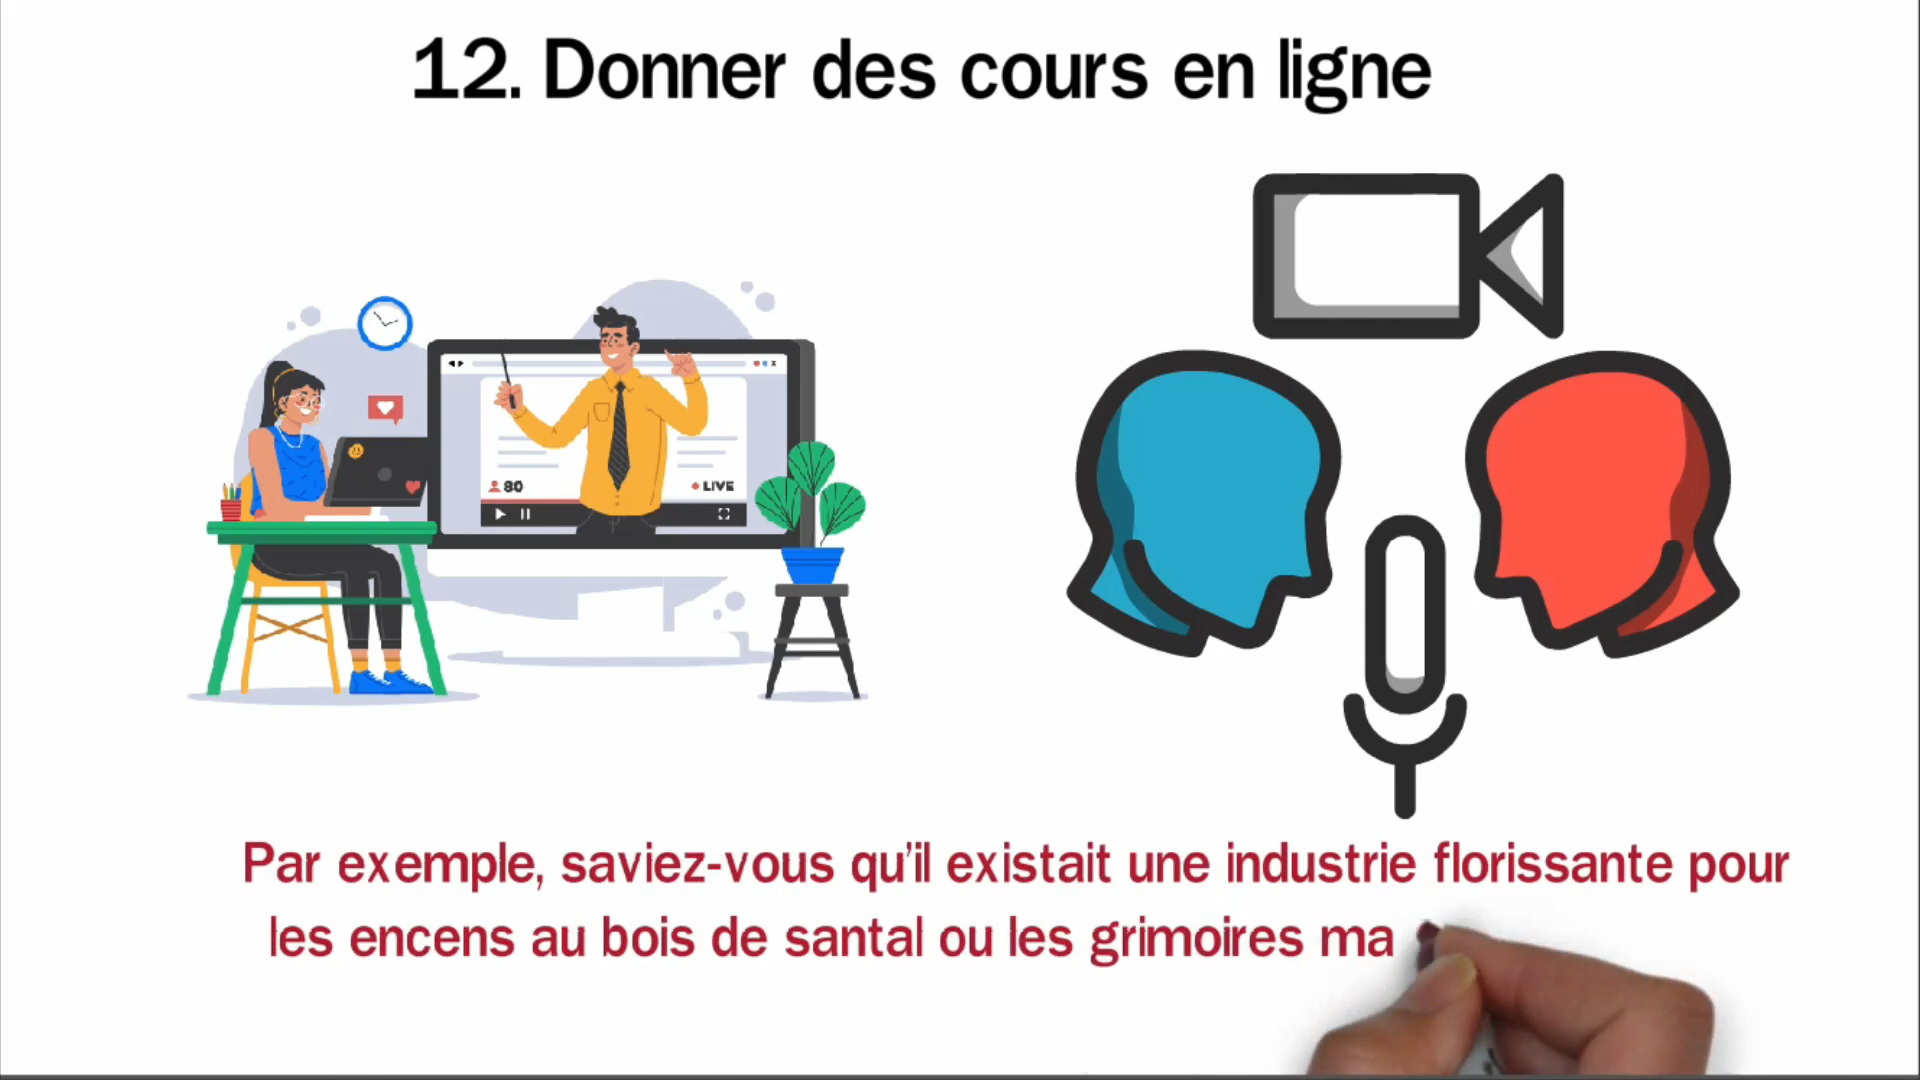 12. Donner des cours en ligne
80
LIVE
Par exemple, saviez-vous qu'il existait une industrie florissante pour
les encens au bois de santal ou les grimoires ma